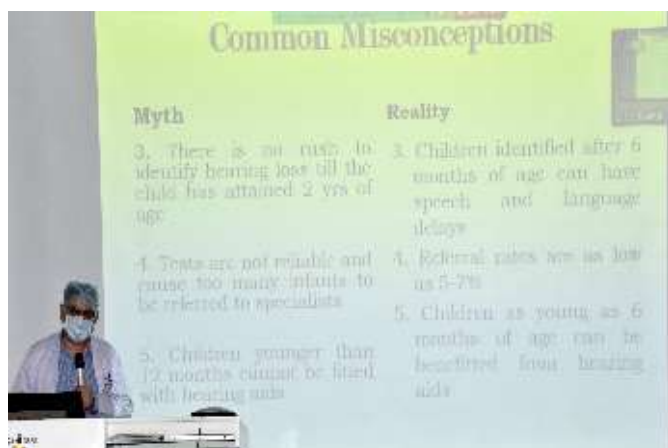 Common Misconceptions
Myth
3. There is no rush to
identify hearing loss till the
child has attained 2 yrs of
age
4. Tests are not reliable and
cause too many infants to
be referred to specialists
5. Children younger than
12 months cannot be fitted
with hearing aids
Reality
3. Children identified after 6
months of age can have
speech and language
delays
4. Referral rates are as low
as 5-7%
5. Children as young as 6
months of age can be
benefitted from hearing
aids